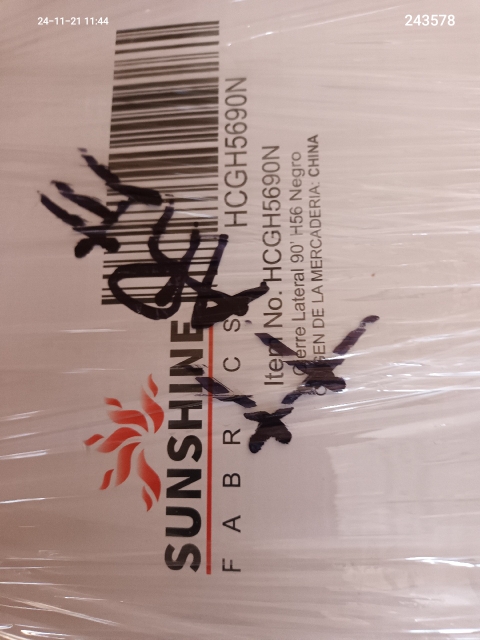 24-11-21 11:44
243578
SUNSHINE
FABRICS
HCGH5690N
Item No. HCGH5690N
Cierre Lateral 90' H56 Negro
ORIGEN DE LA MERCADERIA: CHINA